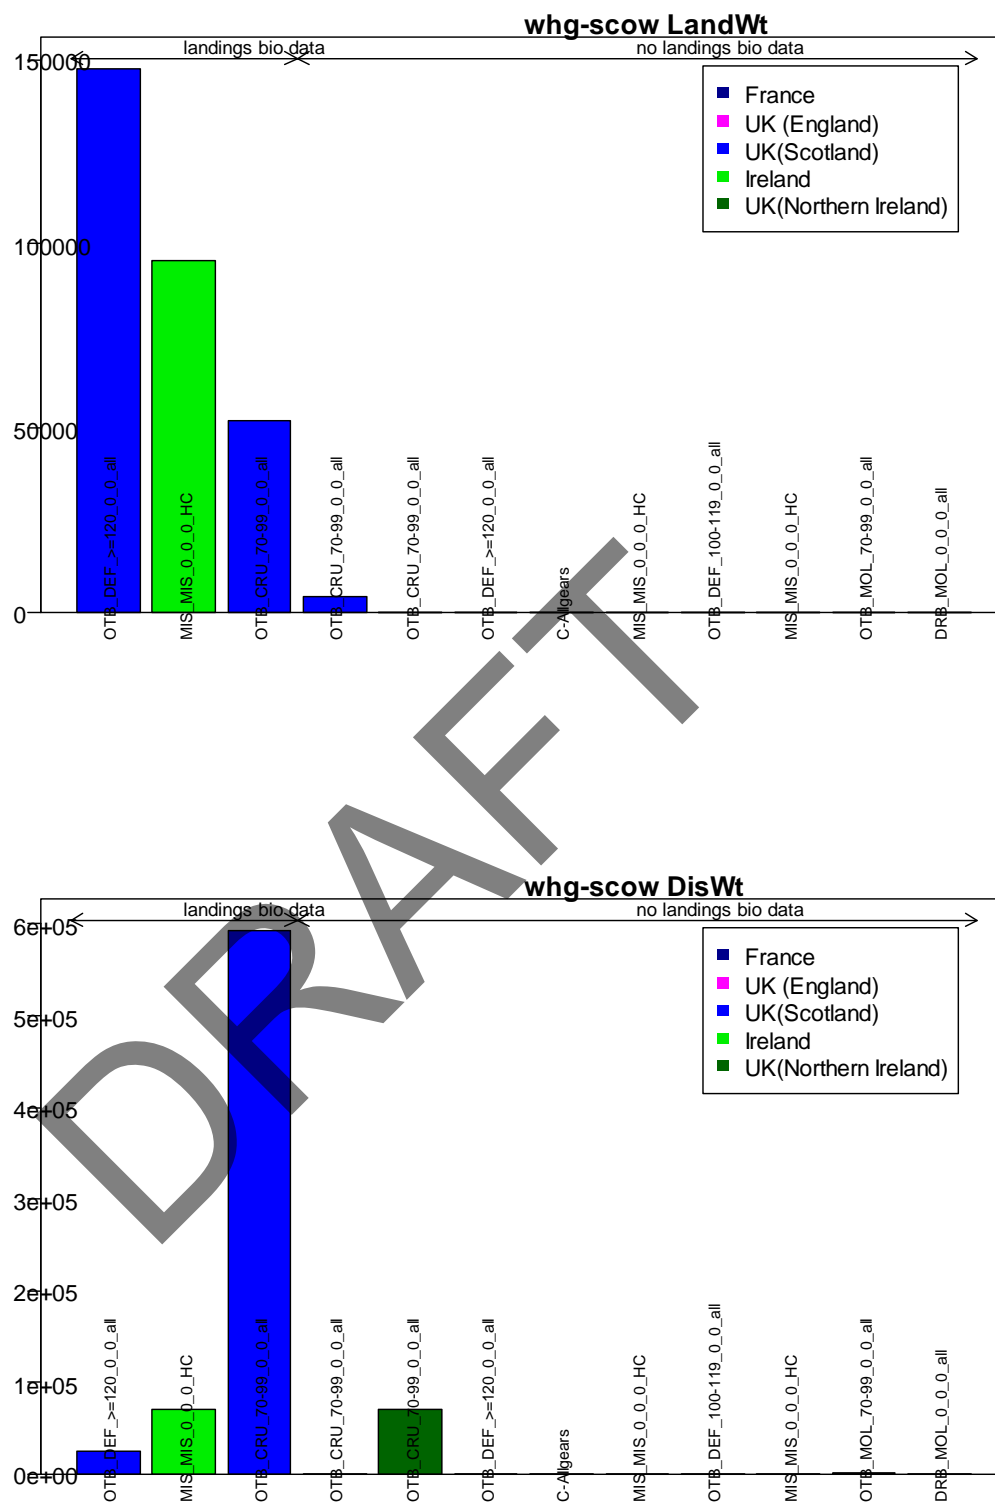 whg-scow LandWt
landings bio data
no landings bio data
150000
100000
50000
0
France
UK (England)
UK(Scotland)
Ireland
UK(Northern Ireland)
OTB_DEF_>=120_0_0_all
MIS_MIS_0_0_0_HC
OTB_CRU_70-99_0_0_all
OTB_CRU_70-99_0_0_all
OTB_CRU_70-99_0_0_all
OTB_DEF_>=120_0_0_all
C-Allgears
MIS_MIS_0_0_0_HC
OTB_DEF_100-119_0_0_all
MIS_MIS_0_0_0_HC
OTB_MOL_70-99_0_0_all
DRB_MOL_0_0_0_all
DRAFT
whg-scow DisWt
landings bio data
no landings bio data
6e+05
5e+05
4e+05
3e+05
2e+05
1e+05
0e+00
France
UK (England)
UK(Scotland)
Ireland
UK(Northern Ireland)
OTB_DEF_>=120_0_0_all
MIS_MIS_0_0_0_HC
OTB_CRU_70-99_0_0_all
OTB_CRU_70-99_0_0_all
OTB_CRU_70-99_0_0_all
OTB_DEF_>=120_0_0_all
C-Allgears
MIS_MIS_0_0_0_HC
OTB_DEF_100-119_0_0_all
MIS_MIS_0_0_0_HC
OTB_MOL_70-99_0_0_all
DRB_MOL_0_0_0_all